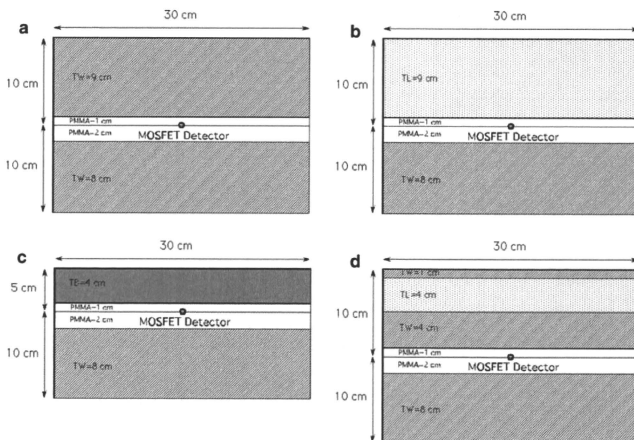 a
30 cm
10 cm
TW=9 cm
PMMA-1 cm
PMMA-2 cm
MOSFET Detector
10 cm
TW=8 cm
b
30 cm
10 cm
TL=9 cm
PMMA-1 cm
PMMA-2 cm
MOSFET Detector
10 cm
TW=8 cm
c
30 cm
5 cm
TB=4 cm
PMMA-1 cm
PMMA-2 cm
MOSFET Detector
10 cm
TW=8 cm
d
30 cm
TW=1 cm
10 cm
TL=4 cm
TW=4 cm
PMMA-1 cm
PMMA-2 cm
MOSFET Detector
10 cm
TW=8 cm